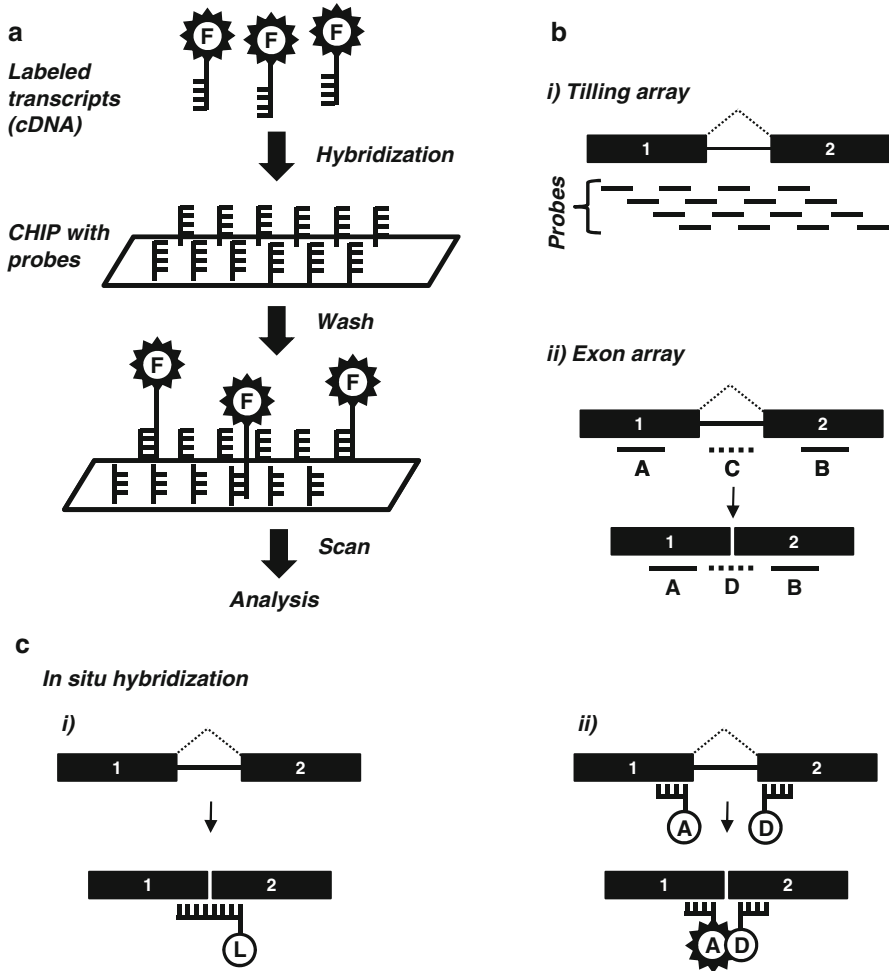 a
F F F
Labeled
transcripts
(cDNA)
Hybridization
CHIP with
probes
Wash
F F F
Scan
Analysis
b
i) Tilling array
1 2
Probes
ii) Exon array
1 2
A C B
1 2
A D B
c
In situ hybridization
i)
1 2
1 2
L
ii)
1 2
A D
1 2
A D